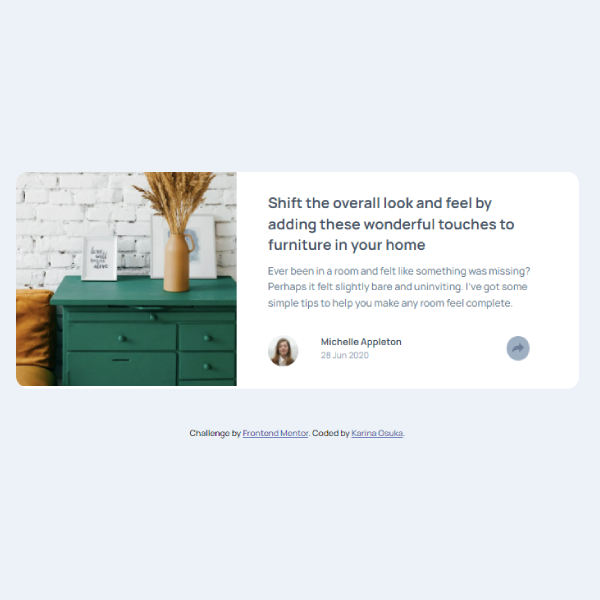 Shift the overall look and feel by
adding these wonderful touches to
furniture in your home
Ever been in a room and felt like something was missing?
Perhaps it felt slightly bare and uninviting. I've got some
simple tips to help you make any room feel complete.
Michelle Appleton
28 Jun 2020
Challenge by Frontend Mentor. Coded by Karina Osuka.